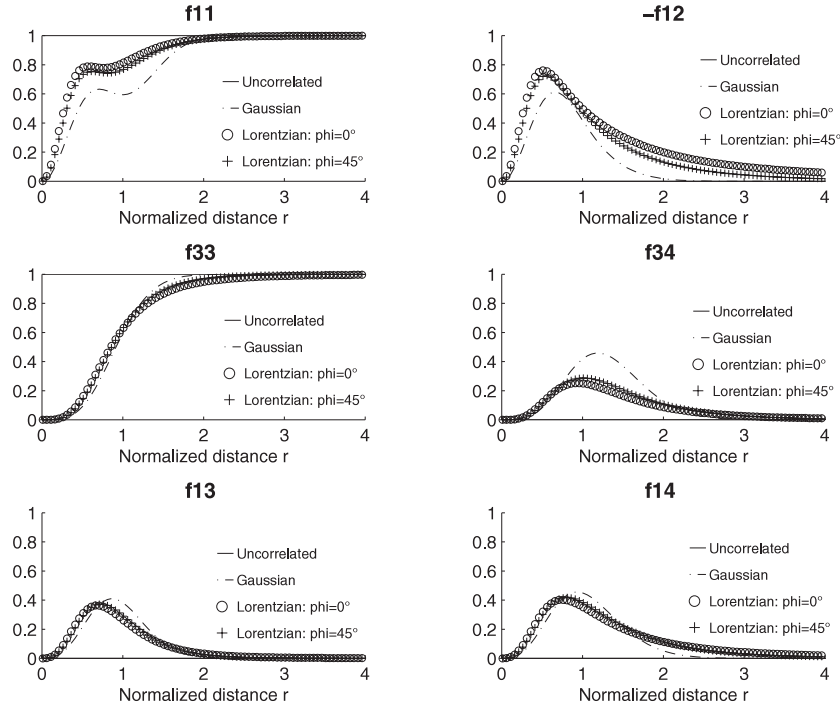 f11
1
0.8
0.6
0.4
0.2
0
0 1 2 3 4
Normalized distance r
Uncorrelated
Gaussian
Lorentzian: phi=0°
Lorentzian: phi=45°
–f12
1
0.8
0.6
0.4
0.2
0
0 1 2 3 4
Normalized distance r
Uncorrelated
Gaussian
Lorentzian: phi=0°
Lorentzian: phi=45°
f33
1
0.8
0.6
0.4
0.2
0
0 1 2 3 4
Normalized distance r
Uncorrelated
Gaussian
Lorentzian: phi=0°
Lorentzian: phi=45°
f34
1
0.8
0.6
0.4
0.2
0
0 1 2 3 4
Normalized distance r
Uncorrelated
Gaussian
Lorentzian: phi=0°
Lorentzian: phi=45°
f13
1
0.8
0.6
0.4
0.2
0
0 1 2 3 4
Normalized distance r
Uncorrelated
Gaussian
Lorentzian: phi=0°
Lorentzian: phi=45°
f14
1
0.8
0.6
0.4
0.2
0
0 1 2 3 4
Normalized distance r
Uncorrelated
Gaussian
Lorentzian: phi=0°
Lorentzian: phi=45°